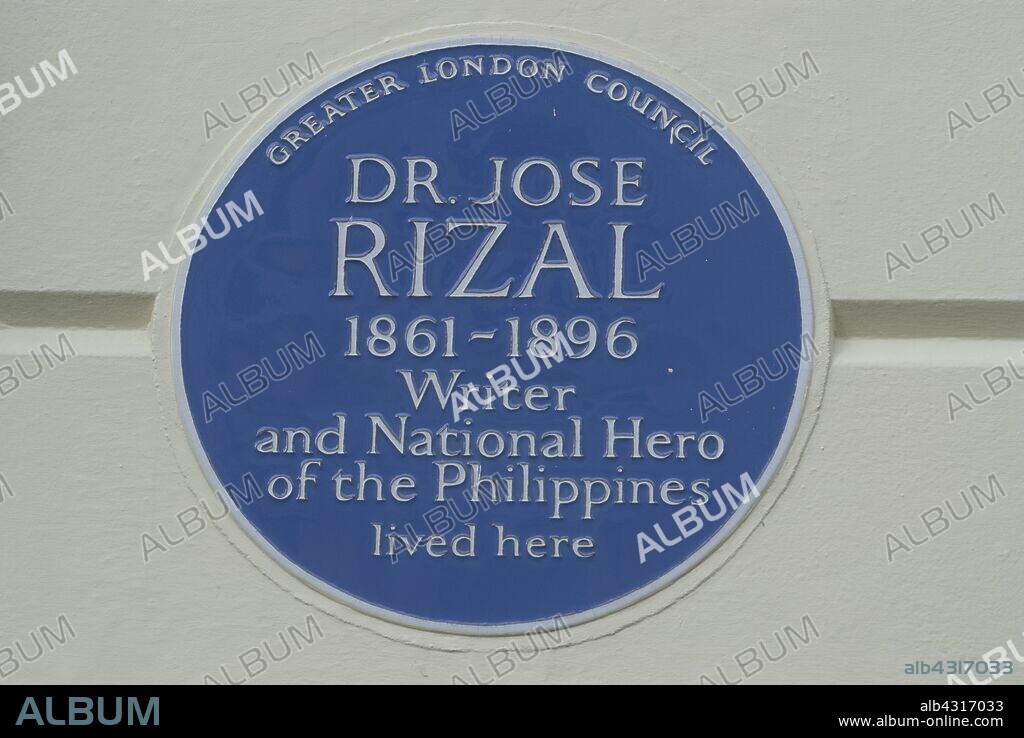 GREATER LONDON COUNCIL
DR. JOSE
RIZAL
1861-1896
Writer
and National Hero
of the Philippines
lived here
alb4317033
ALBUM
alb4317033
www.album-online.com